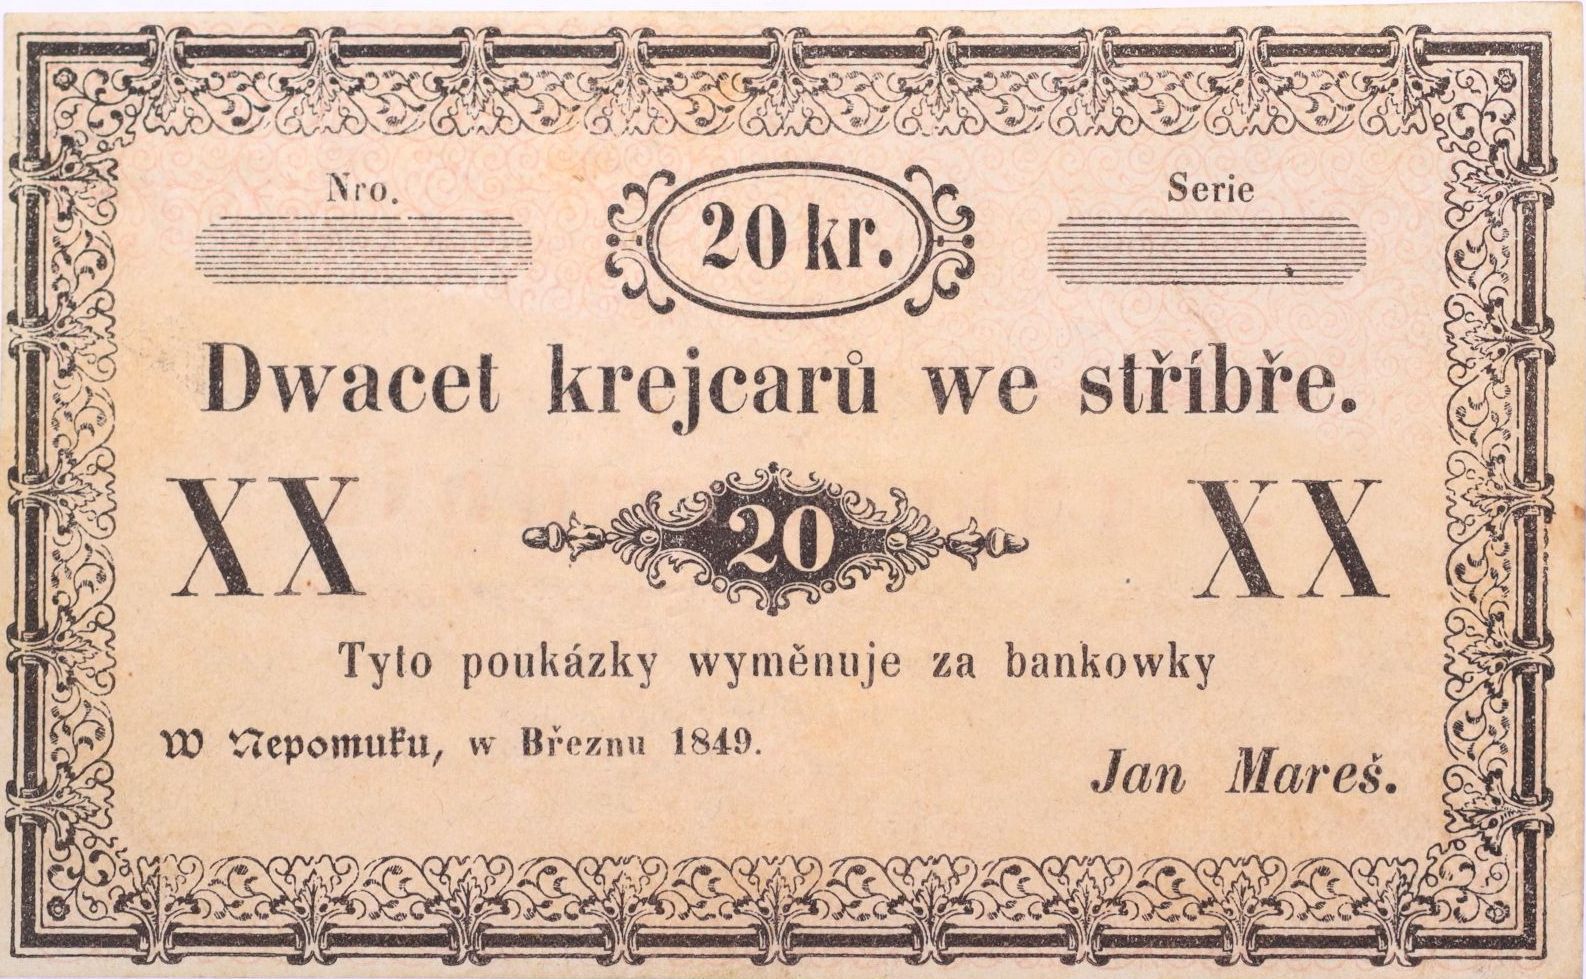 Nro. 20 kr. Serie
Dwacet krejcarů we stříbře.
XX 20 XX
Tyto poukázky wyměnuje za bankowky
W Nepomuku, w Březnu 1849.
Jan Mareš.